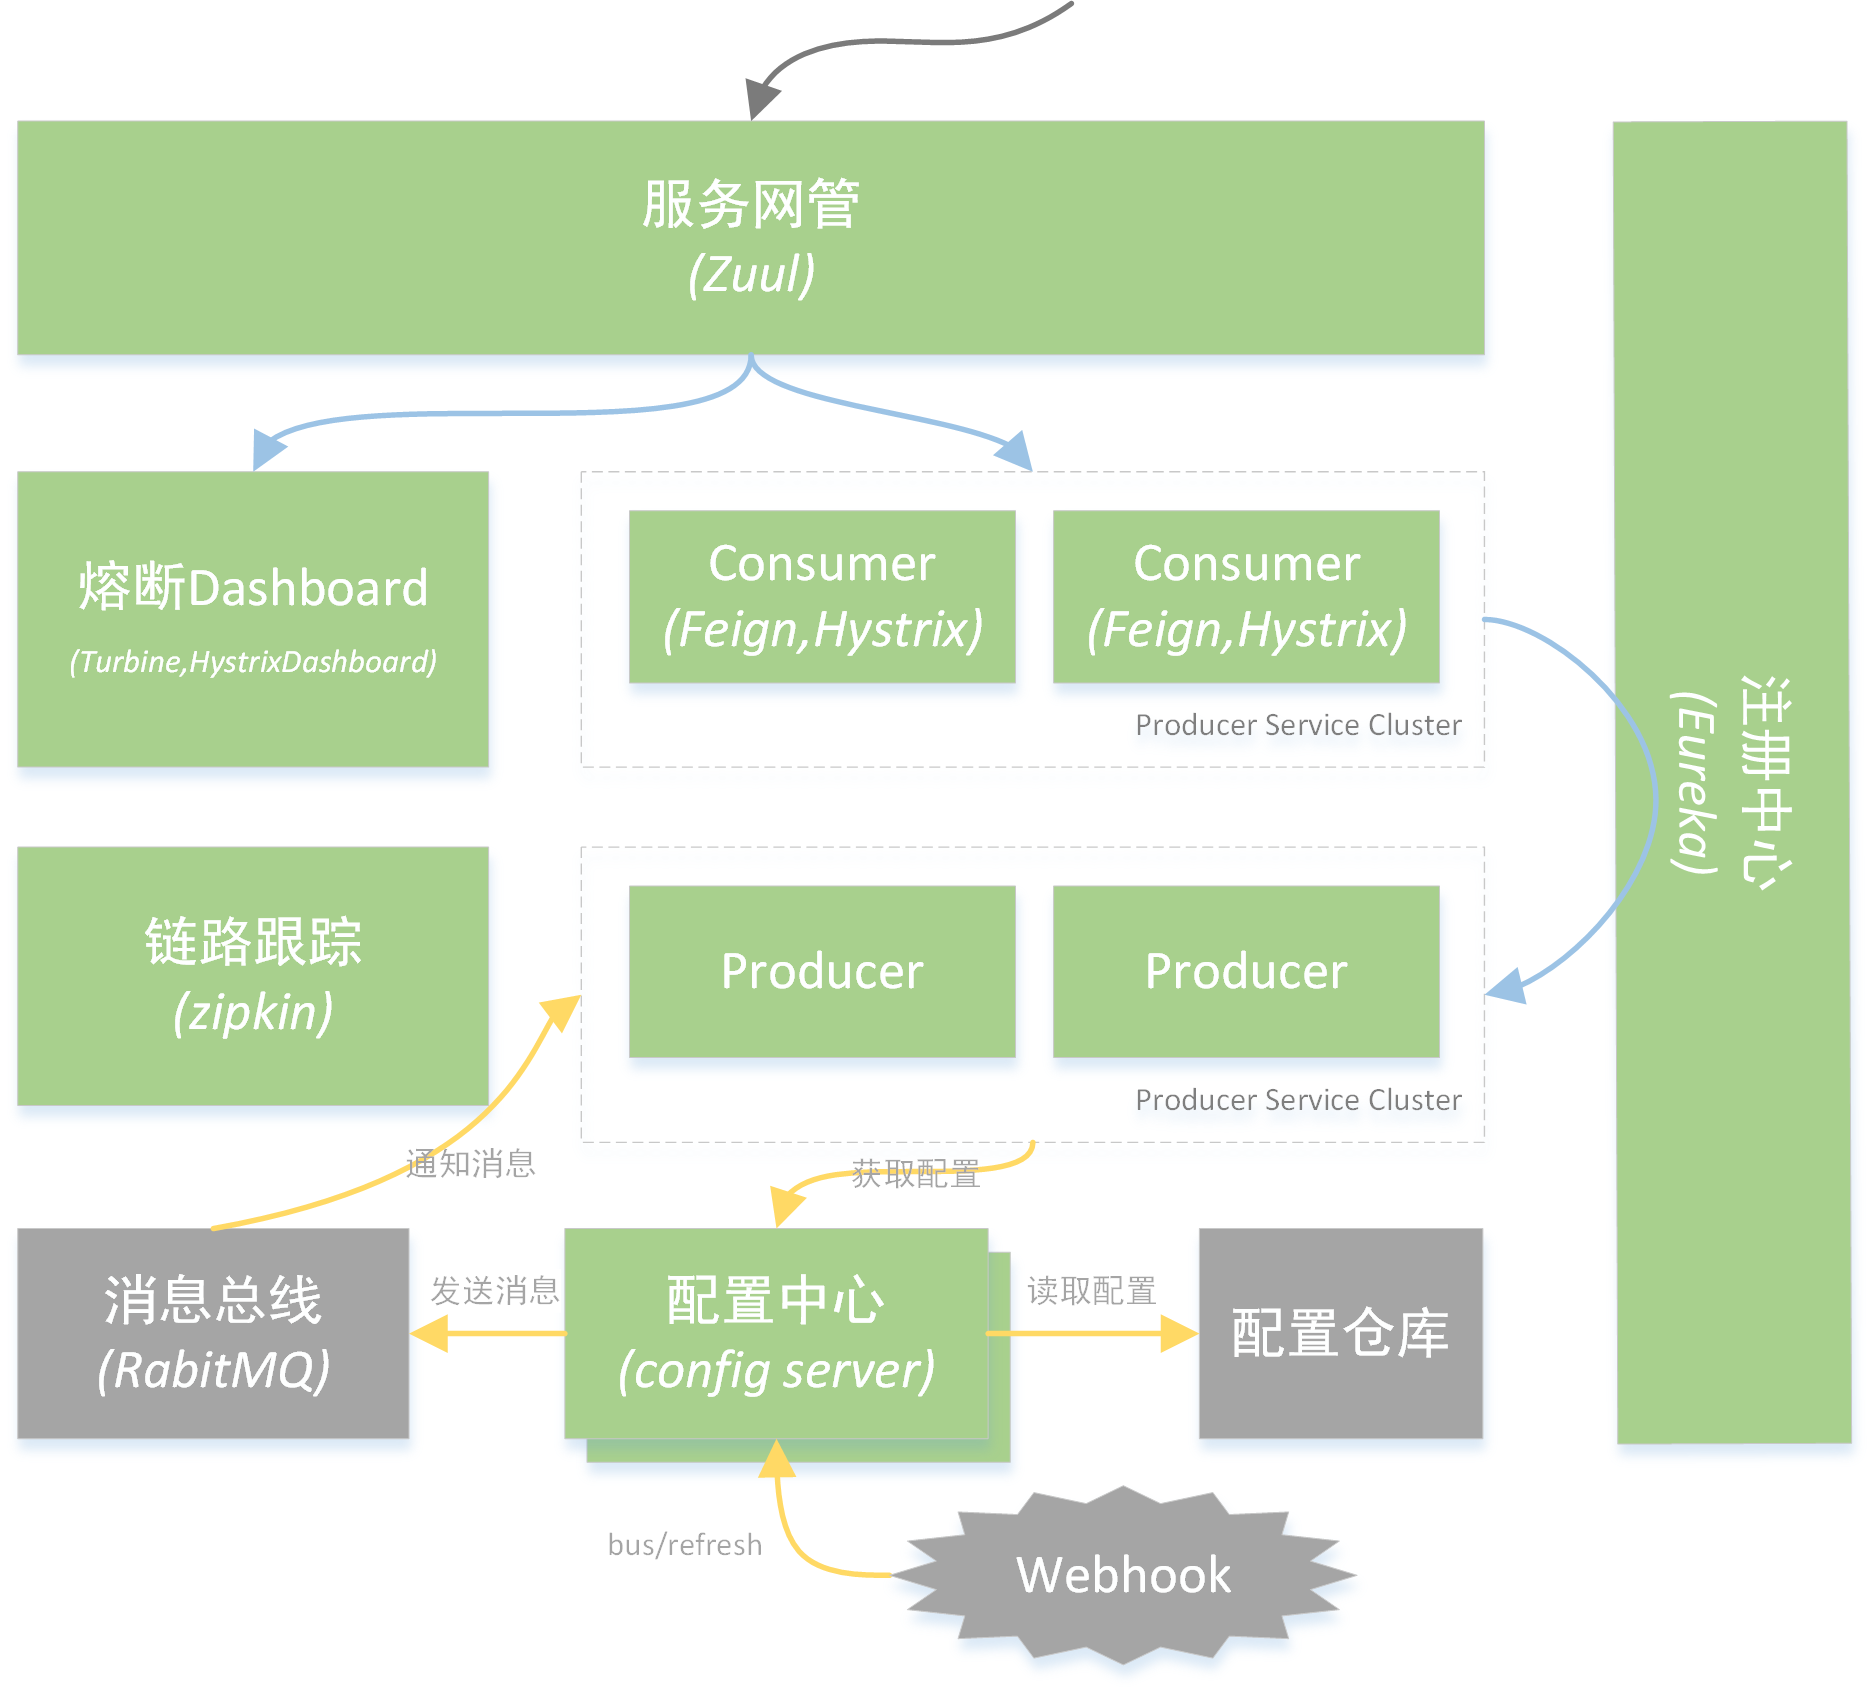 服务网管
(Zuul)
熔断Dashboard
(Turbine,HystrixDashboard)
Consumer
(Feign,Hystrix)
Consumer
(Feign,Hystrix)
Producer Service Cluster
注册中心
(Eureka)
链路跟踪
(zipkin)
Producer
Producer
Producer Service Cluster
通知消息
获取配置
消息总线
(RabitMQ)
发送消息
配置中心
(config server)
读取配置
配置仓库
bus/refresh
Webhook